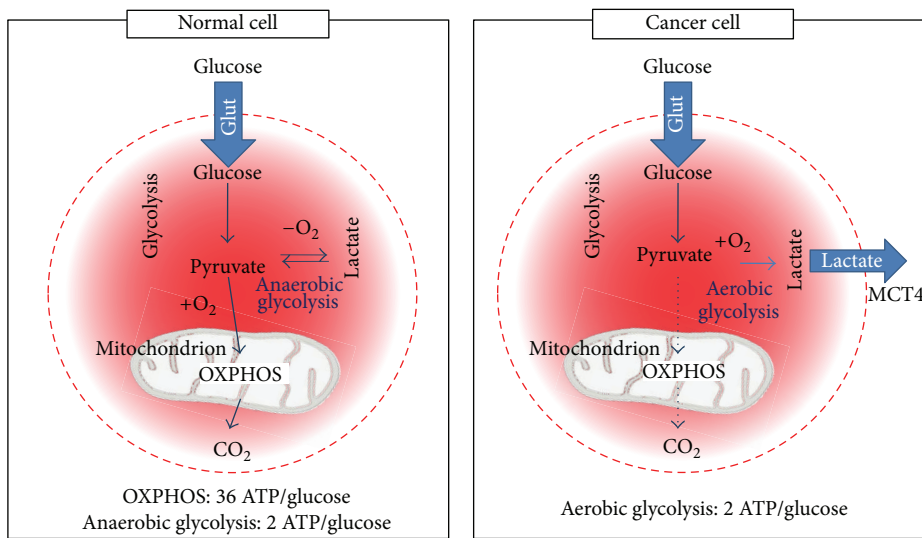 Normal cell
Glucose
Glut
Glucose
Glycolysis
−O₂
Lactate
Pyruvate
Anaerobic
glycolysis
+O₂
Mitochondrion
OXPHOS
CO₂
OXPHOS: 36 ATP/glucose
Anaerobic glycolysis: 2 ATP/glucose
Cancer cell
Glucose
Glut
Glucose
Glycolysis
+O₂
Pyruvate
Lactate
Lactate
MCT4
Aerobic
glycolysis
Mitochondrion
OXPHOS
CO₂
Aerobic glycolysis: 2 ATP/glucose